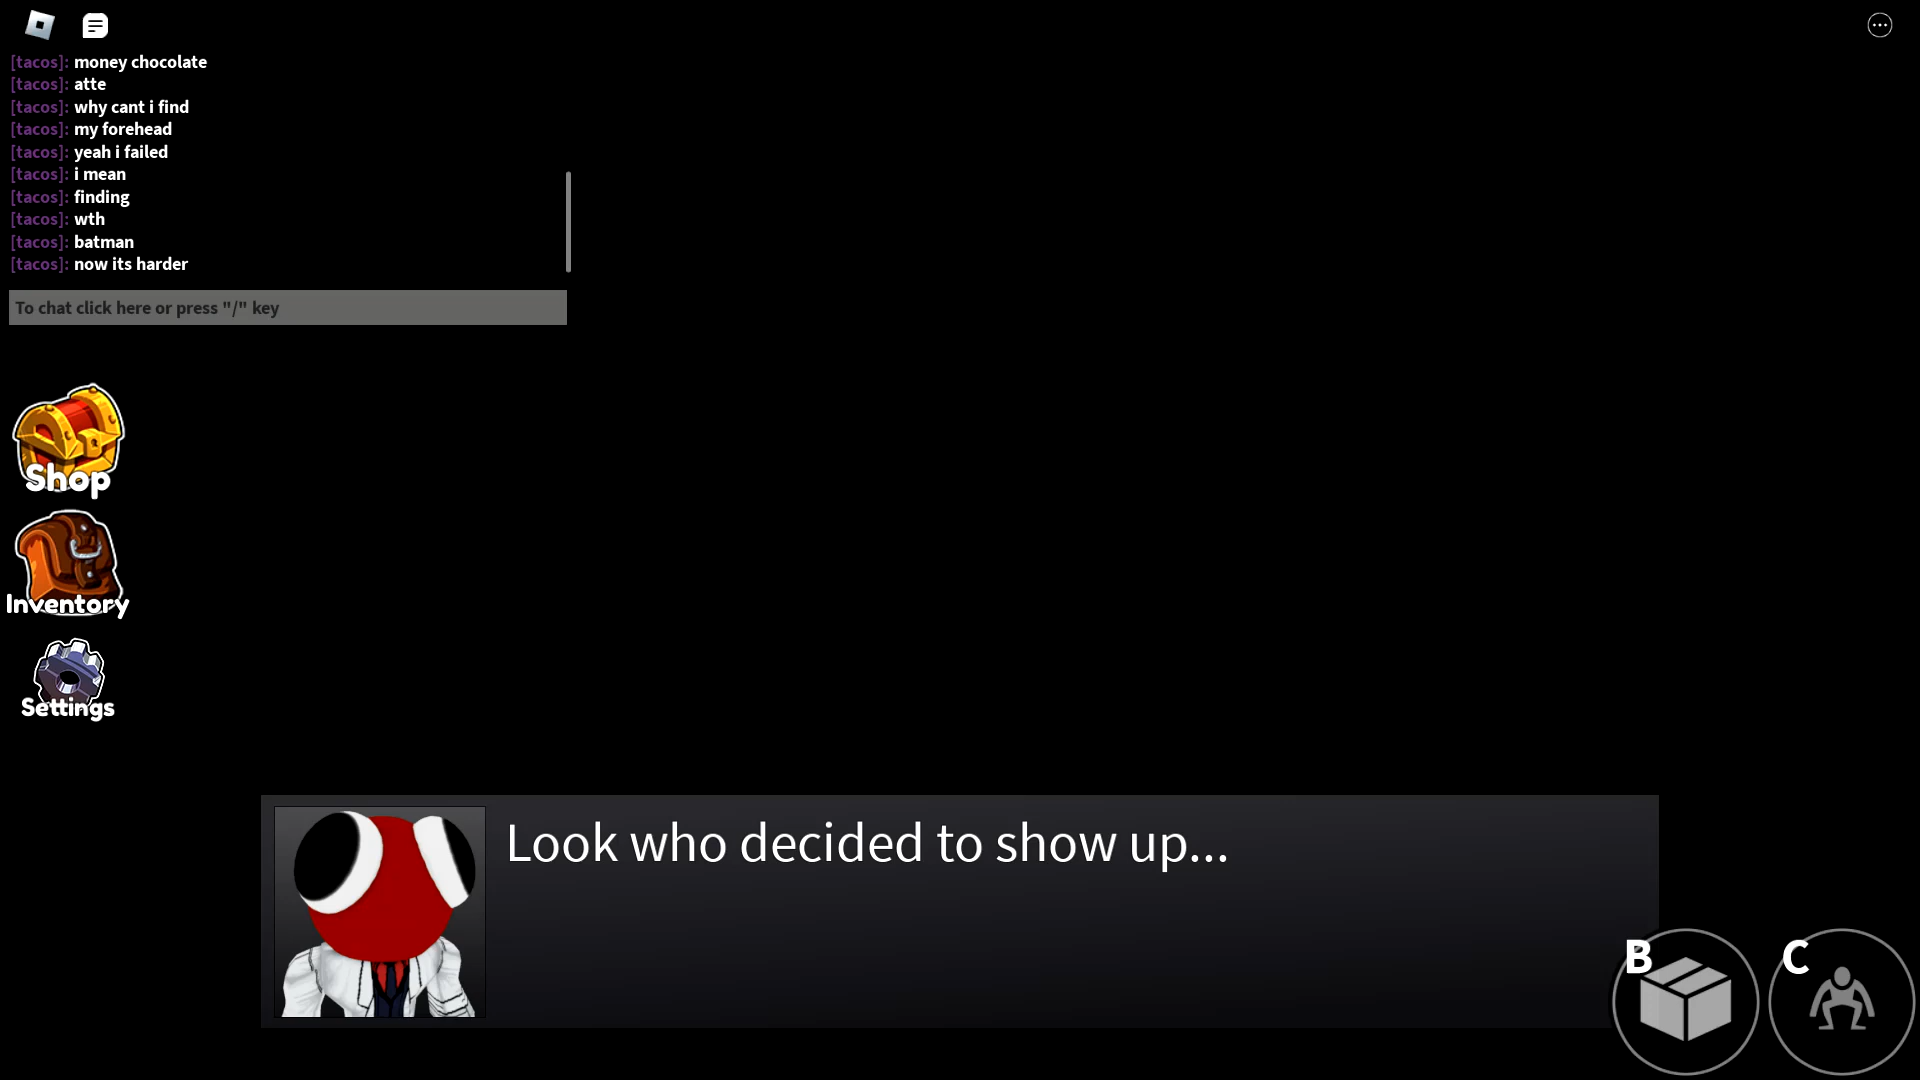 [tacos]: money chocolate
[tacos]: atte
[tacos]: why cant i find
[tacos]: my forehead
[tacos]: yeah i failed
[tacos]: i mean
[tacos]: finding
[tacos]: wth
[tacos]: batman
[tacos]: now its harder
To chat click here or press "/" key
Shop
Inventory
Settings
Look who decided to show up...
B
C